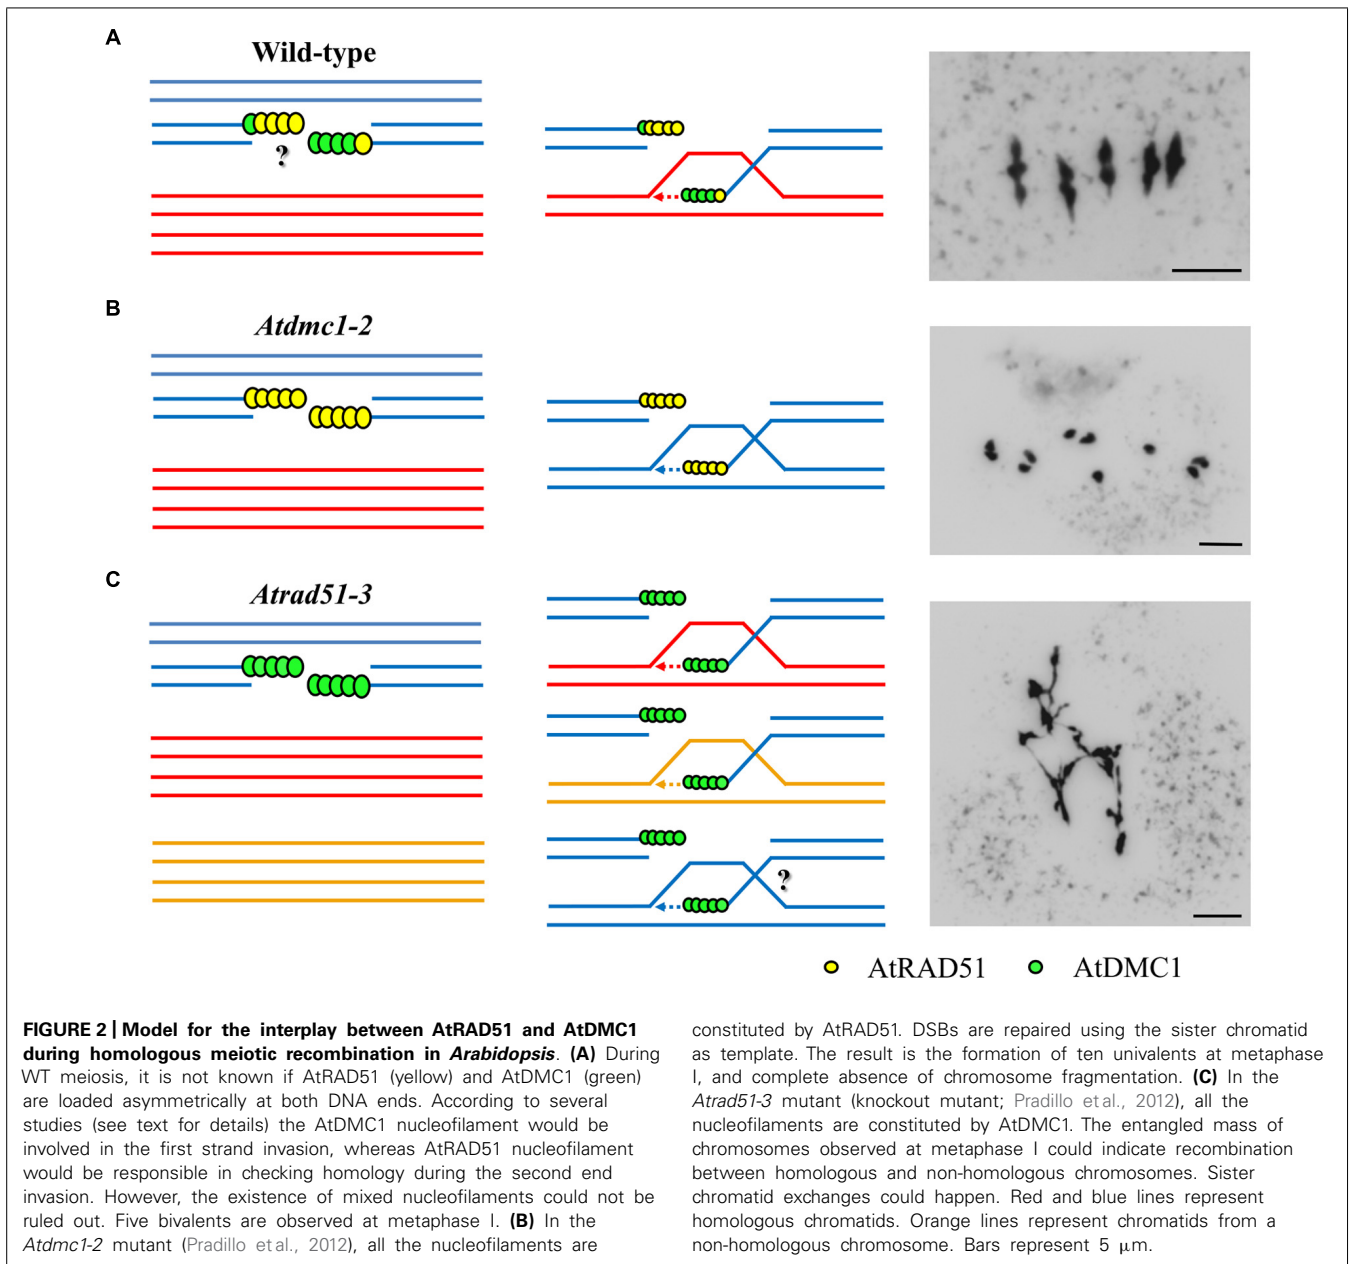 A
Wild-type
?
B
Atdmc1-2
C
Atrad51-3
?
AtRAD51 AtDMC1
FIGURE 2 | Model for the interplay between AtRAD51 and AtDMC1
during homologous meiotic recombination in Arabidopsis. (A) During
WT meiosis, it is not known if AtRAD51 (yellow) and AtDMC1 (green)
are loaded asymmetrically at both DNA ends. According to several
studies (see text for details) the AtDMC1 nucleofilament would be
involved in the first strand invasion, whereas AtRAD51 nucleofilament
would be responsible in checking homology during the second end
invasion. However, the existence of mixed nucleofilaments could not be
ruled out. Five bivalents are observed at metaphase I. (B) In the
Atdmc1-2 mutant (Pradillo et al., 2012), all the nucleofilaments are
constituted by AtRAD51. DSBs are repaired using the sister chromatid
as template. The result is the formation of ten univalents at metaphase
I, and complete absence of chromosome fragmentation. (C) In the
Atrad51-3 mutant (knockout mutant; Pradillo et al., 2012), all the
nucleofilaments are constituted by AtDMC1. The entangled mass of
chromosomes observed at metaphase I could indicate recombination
between homologous and non-homologous chromosomes. Sister
chromatid exchanges could happen. Red and blue lines represent
homologous chromatids. Orange lines represent chromatids from a
non-homologous chromosome. Bars represent 5 μm.